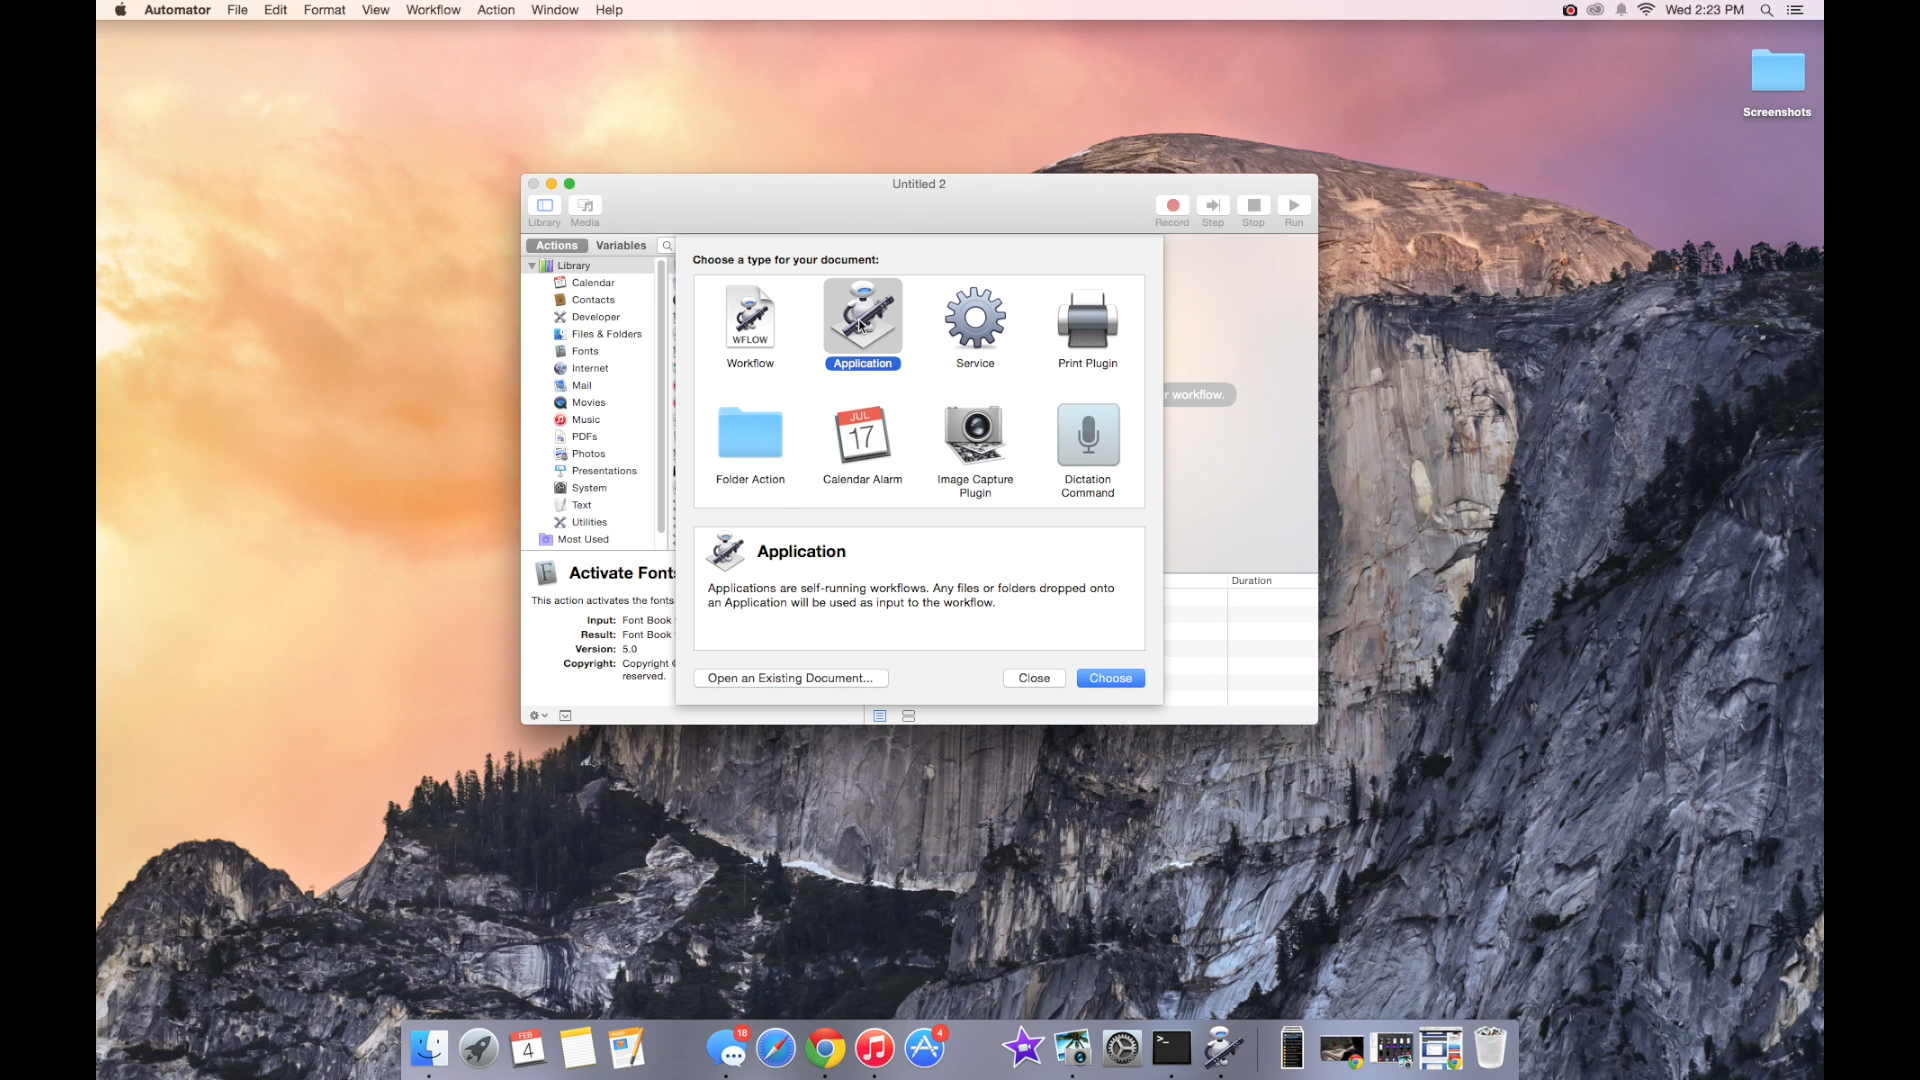 Automator File Edit Format View Workflow Action Window Help
Wed 2:23 PM
Screenshots
Untitled 2
Library Media
Record Step Stop Run
Actions Variables
Choose a type for your document:
Library
Calendar
Contacts
Developer
Files & Folders
Fonts
Internet
Mail
Movies
Music
PDFs
Photos
Presentations
System
Text
Utilities
Most Used
WFLOW
Workflow
Application
Service
Print Plugin
r workflow.
JUL
17
Folder Action
Calendar Alarm
Image Capture
Plugin
Dictation
Command
Application
Applications are self-running workflows. Any files or folders dropped onto
an Application will be used as input to the workflow.
Open an Existing Document...
Close
Choose
Activate Fonts
This action activates the fonts
Input: Font Book
Result: Font Book
Version: 5.0
Copyright: Copyright
reserved.
Duration
FEB
4
18
4